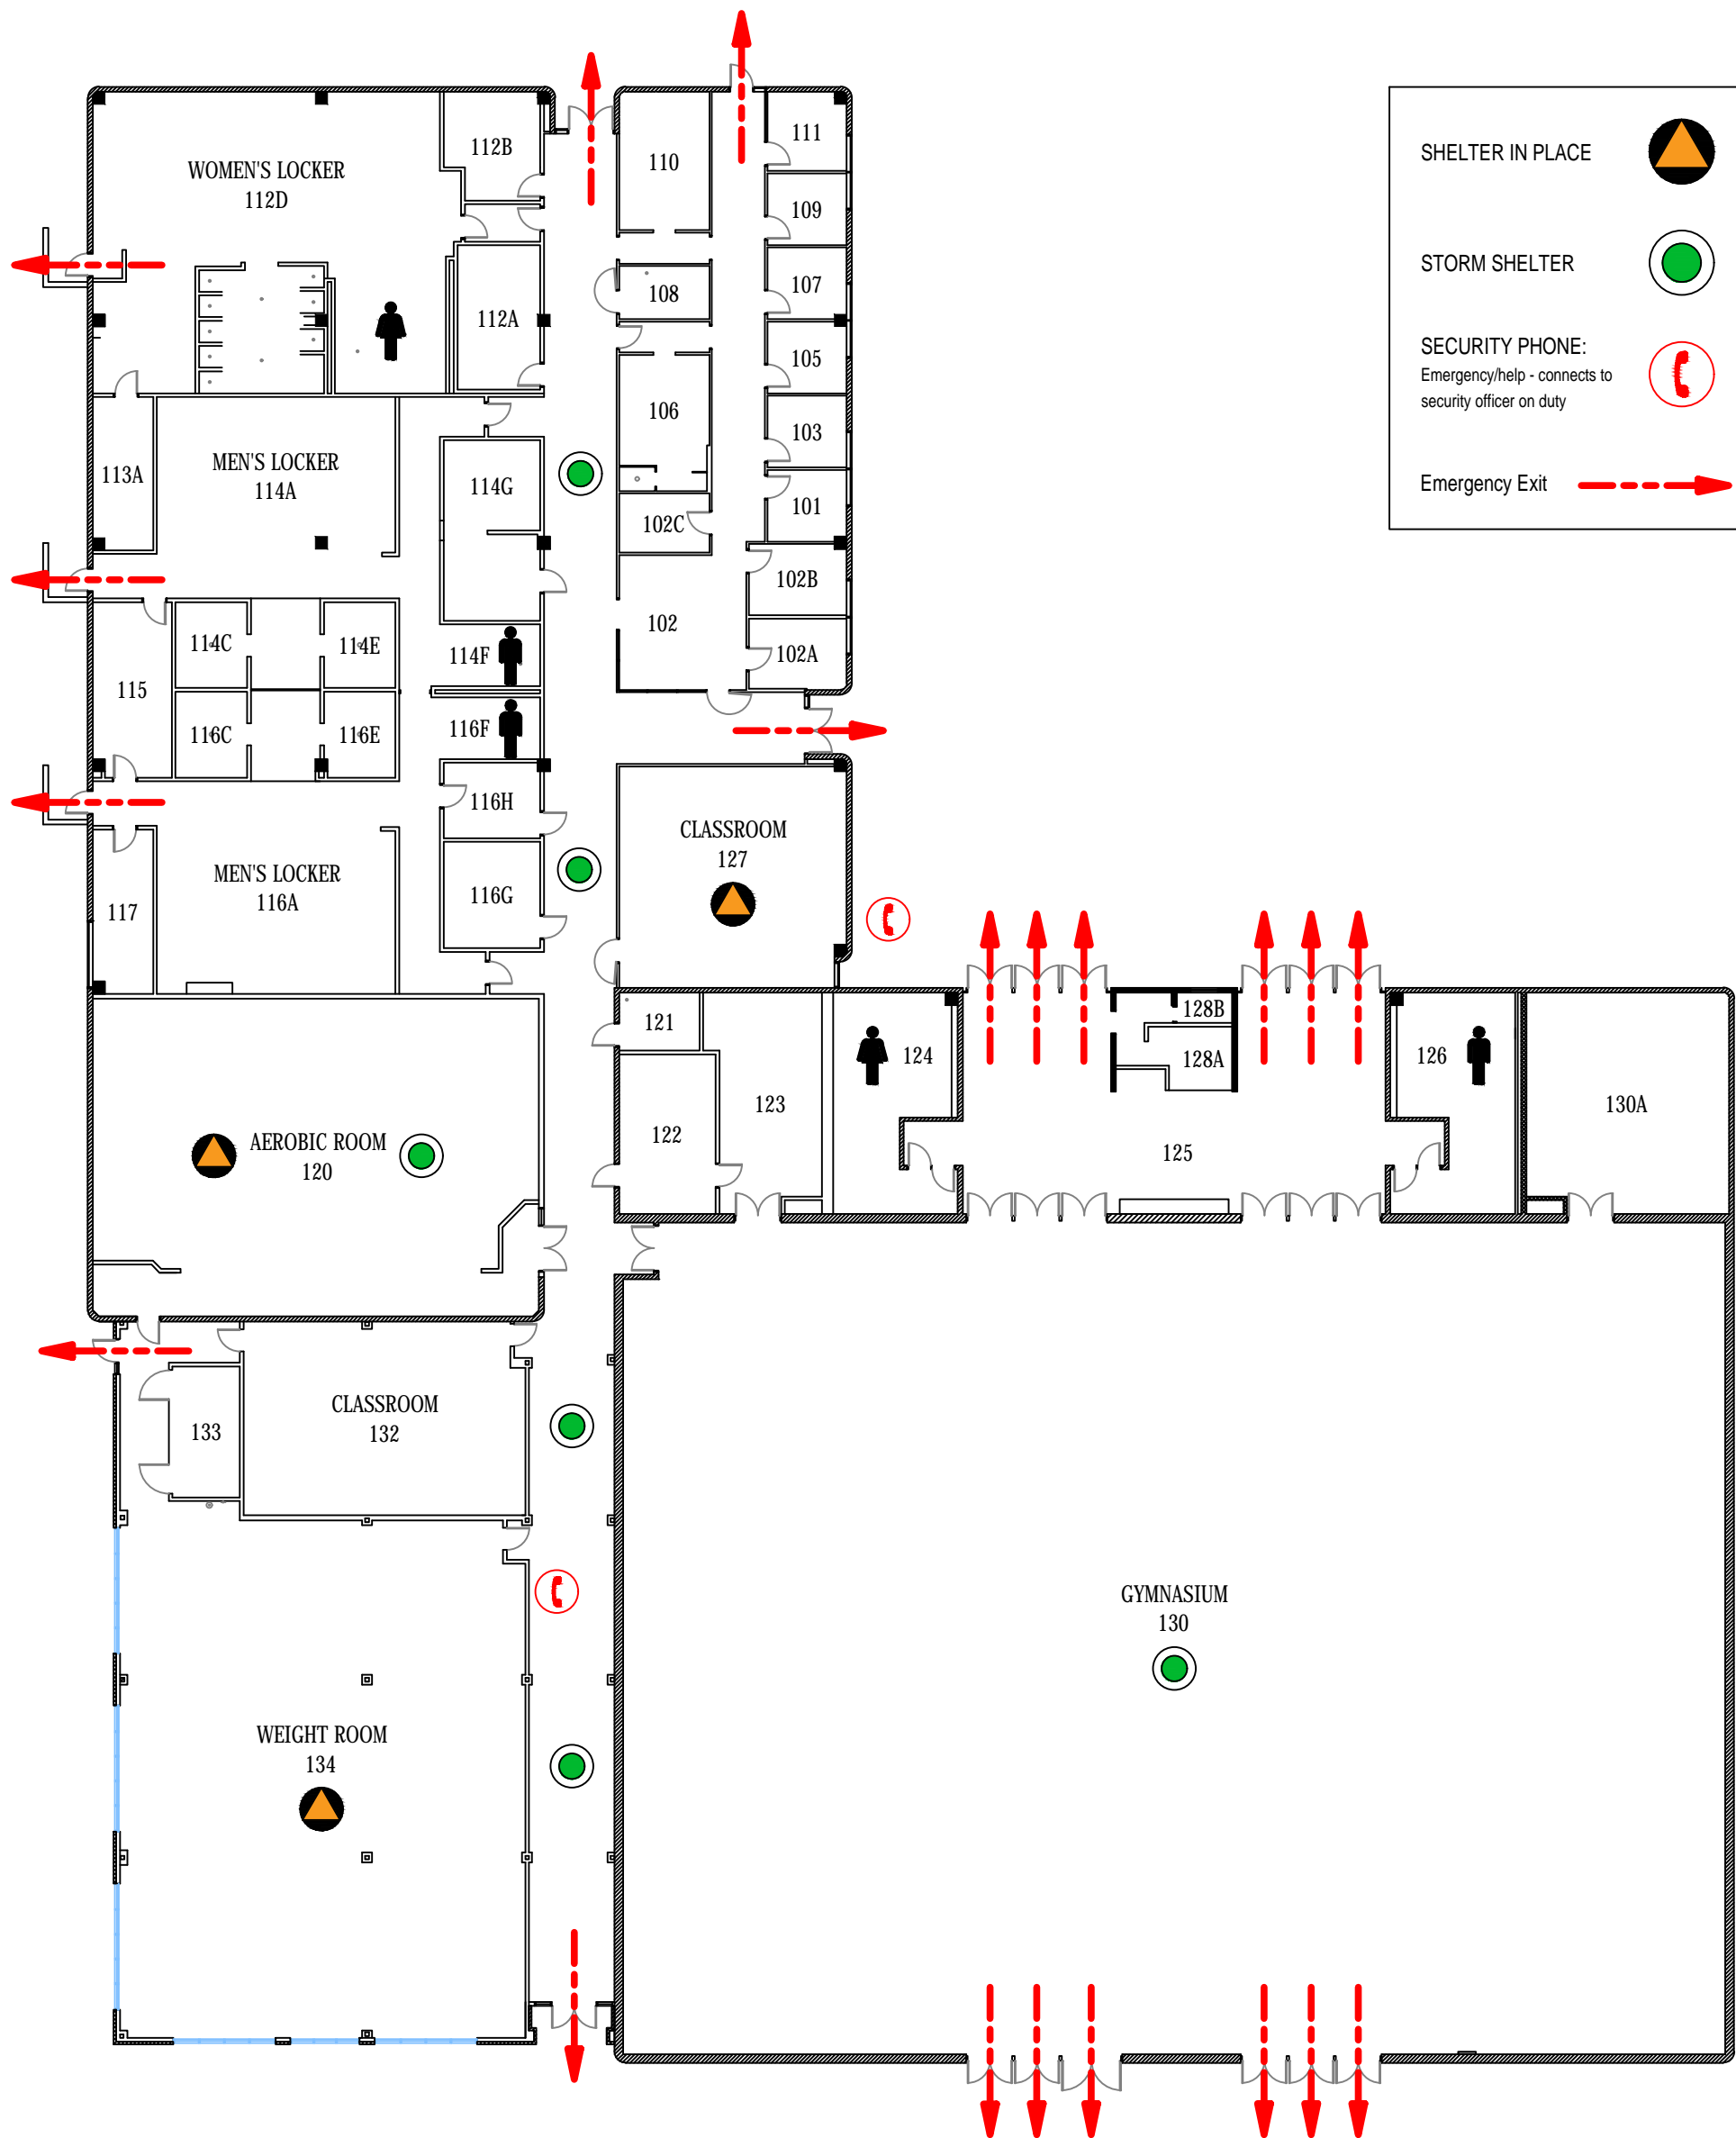 WOMEN'S LOCKER
112D
112B
110
111
109
107
108
112A
105
106
103
101
113A
MEN'S LOCKER
114A
114G
102C
102B
102
102A
114C
114E
114F
115
116C
116E
116F
116H
CLASSROOM
127
MEN'S LOCKER
116A
117
116G
121
124
128B
128A
126
123
122
125
130A
AEROBIC ROOM
120
CLASSROOM
132
133
GYMNASIUM
130
WEIGHT ROOM
134
SHELTER IN PLACE
STORM SHELTER
SECURITY PHONE:
Emergency/help - connects to
security officer on duty
Emergency Exit